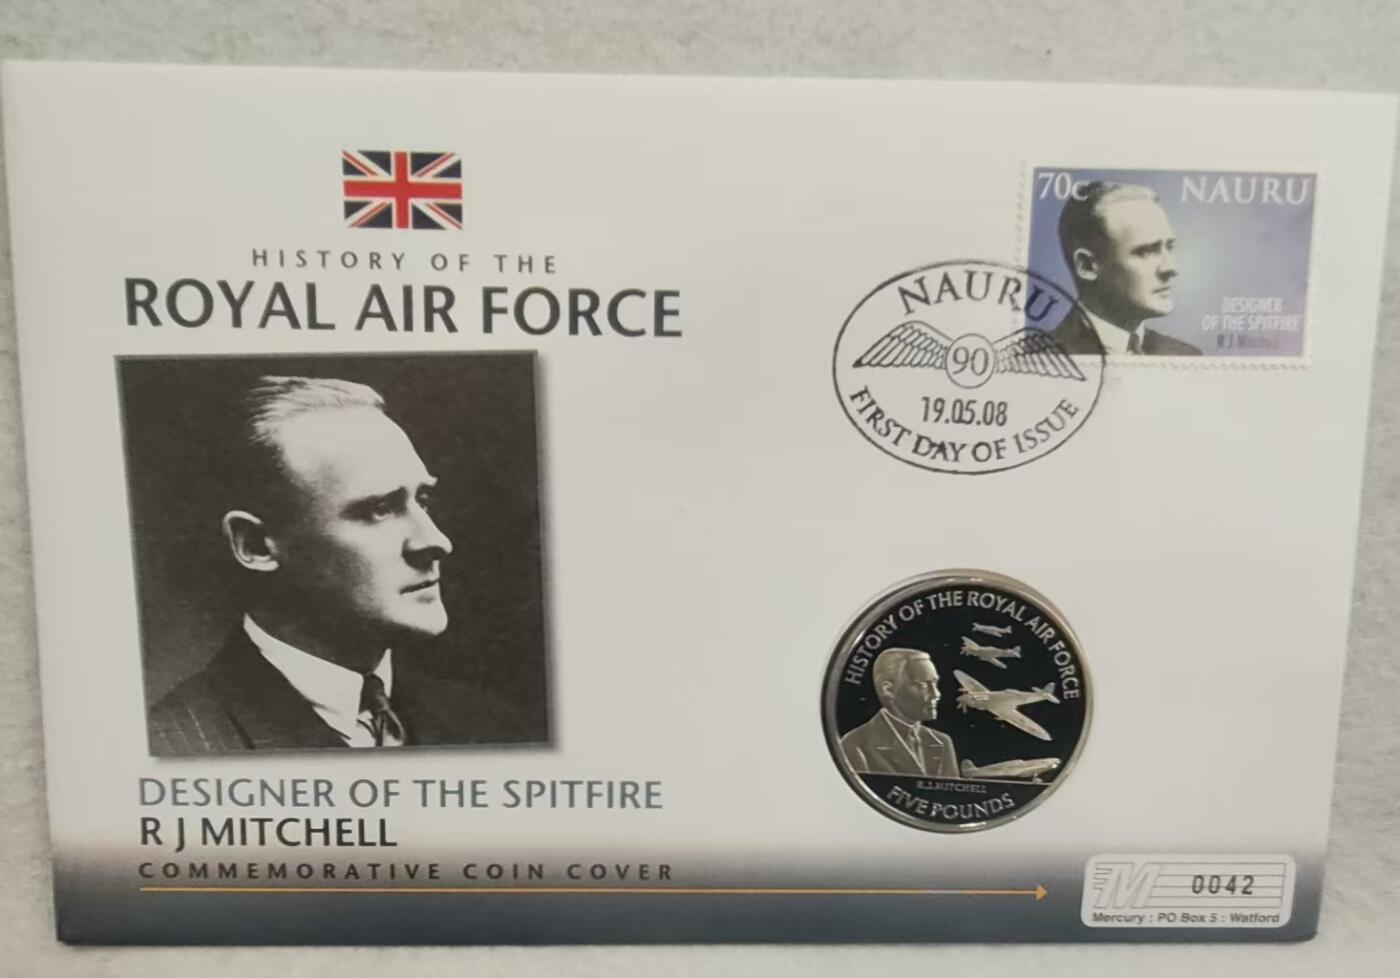 HISTORY OF THE
ROYAL AIR FORCE
DESIGNER OF THE SPITFIRE
R J MITCHELL
COMMEMORATIVE COIN COVER
70c NAURU
DESIGNER
OF THE SPITFIRE
R J Mitchell
NAURU
90
19.05.08
FIRST DAY OF ISSUE
HISTORY OF THE ROYAL AIR FORCE
R.J.MITCHELL
FIVE POUNDS
M 0042
Mercury : PO Box 5 : Watford